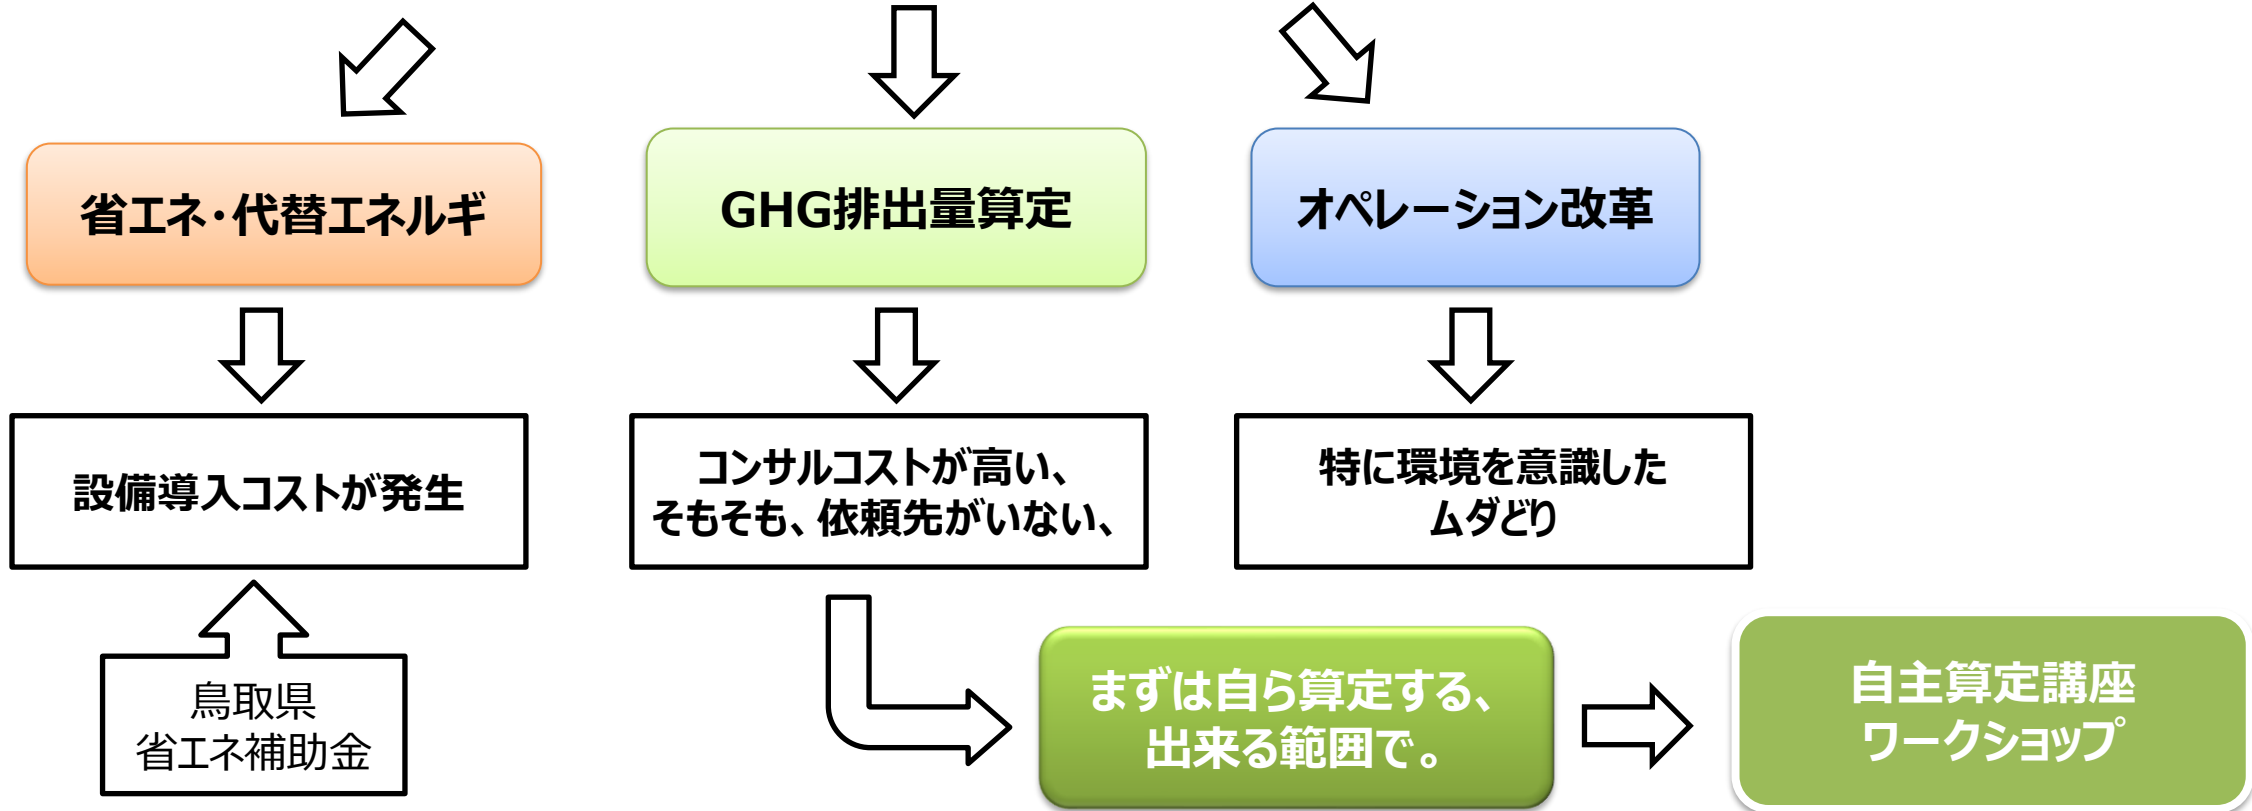 省エネ・代替エネルギ
GHG排出量算定
オペレーション改革
設備導入コストが発生
コンサルコストが高い、
そもそも、依頼先がいない、
特に環境を意識した
ムダどり
鳥取県
省エネ補助金
まずは自ら算定する、
出来る範囲で。
自主算定講座
ワークショップ